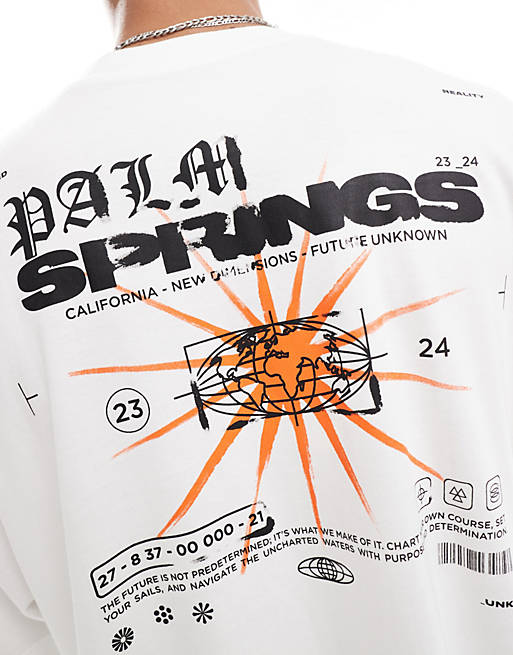 REALITY
PALM
23 _24
SPRINGS
CALIFORNIA - NEW DIMENSIONS - FUTURE UNKNOWN
24
23
27 - 8 37 - 00 000 - 21
THE FUTURE IS NOT PREDETERMINED; IT'S WHAT WE MAKE OF IT. CHART OWN COURSE, SET
YOUR SAILS, AND NAVIGATE THE UNCHARTED WATERS WITH PURPOS DETERMINATION.